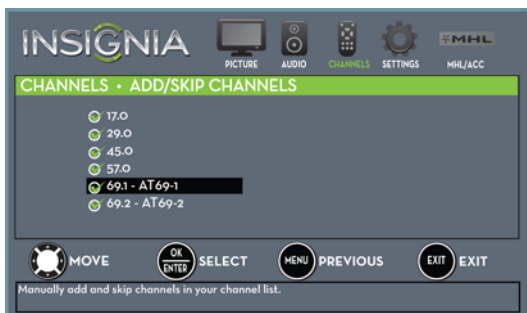 INSIGNIA
PICTURE AUDIO CHANNELS SETTINGS MHL MHL/ACC
CHANNELS • ADD/SKIP CHANNELS
17.0
29.0
45.0
57.0
69.1 - AT69-1
69.2 - AT69-2
MOVE OK ENTER SELECT MENU PREVIOUS EXIT EXIT
Manually add and skip channels in your channel list.